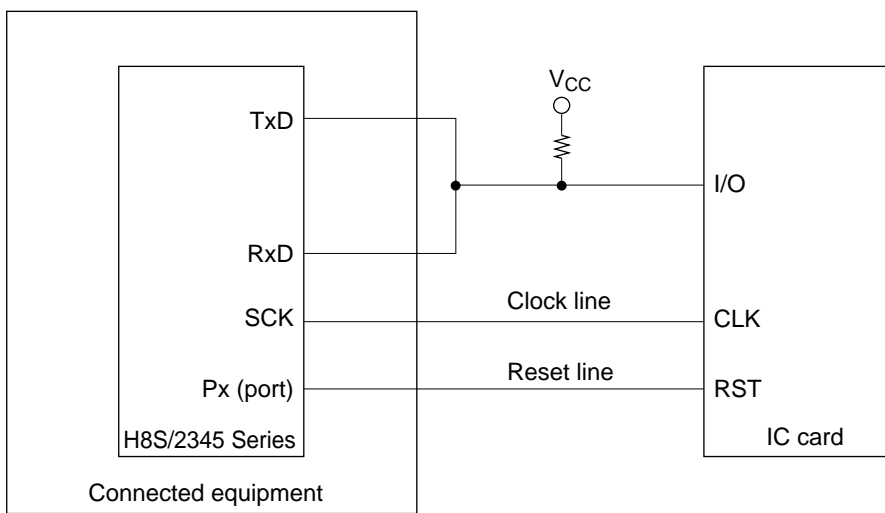 VCC
TxD
I/O
RxD
SCK
Clock line
CLK
Px (port)
Reset line
RST
H8S/2345 Series
IC card
Connected equipment